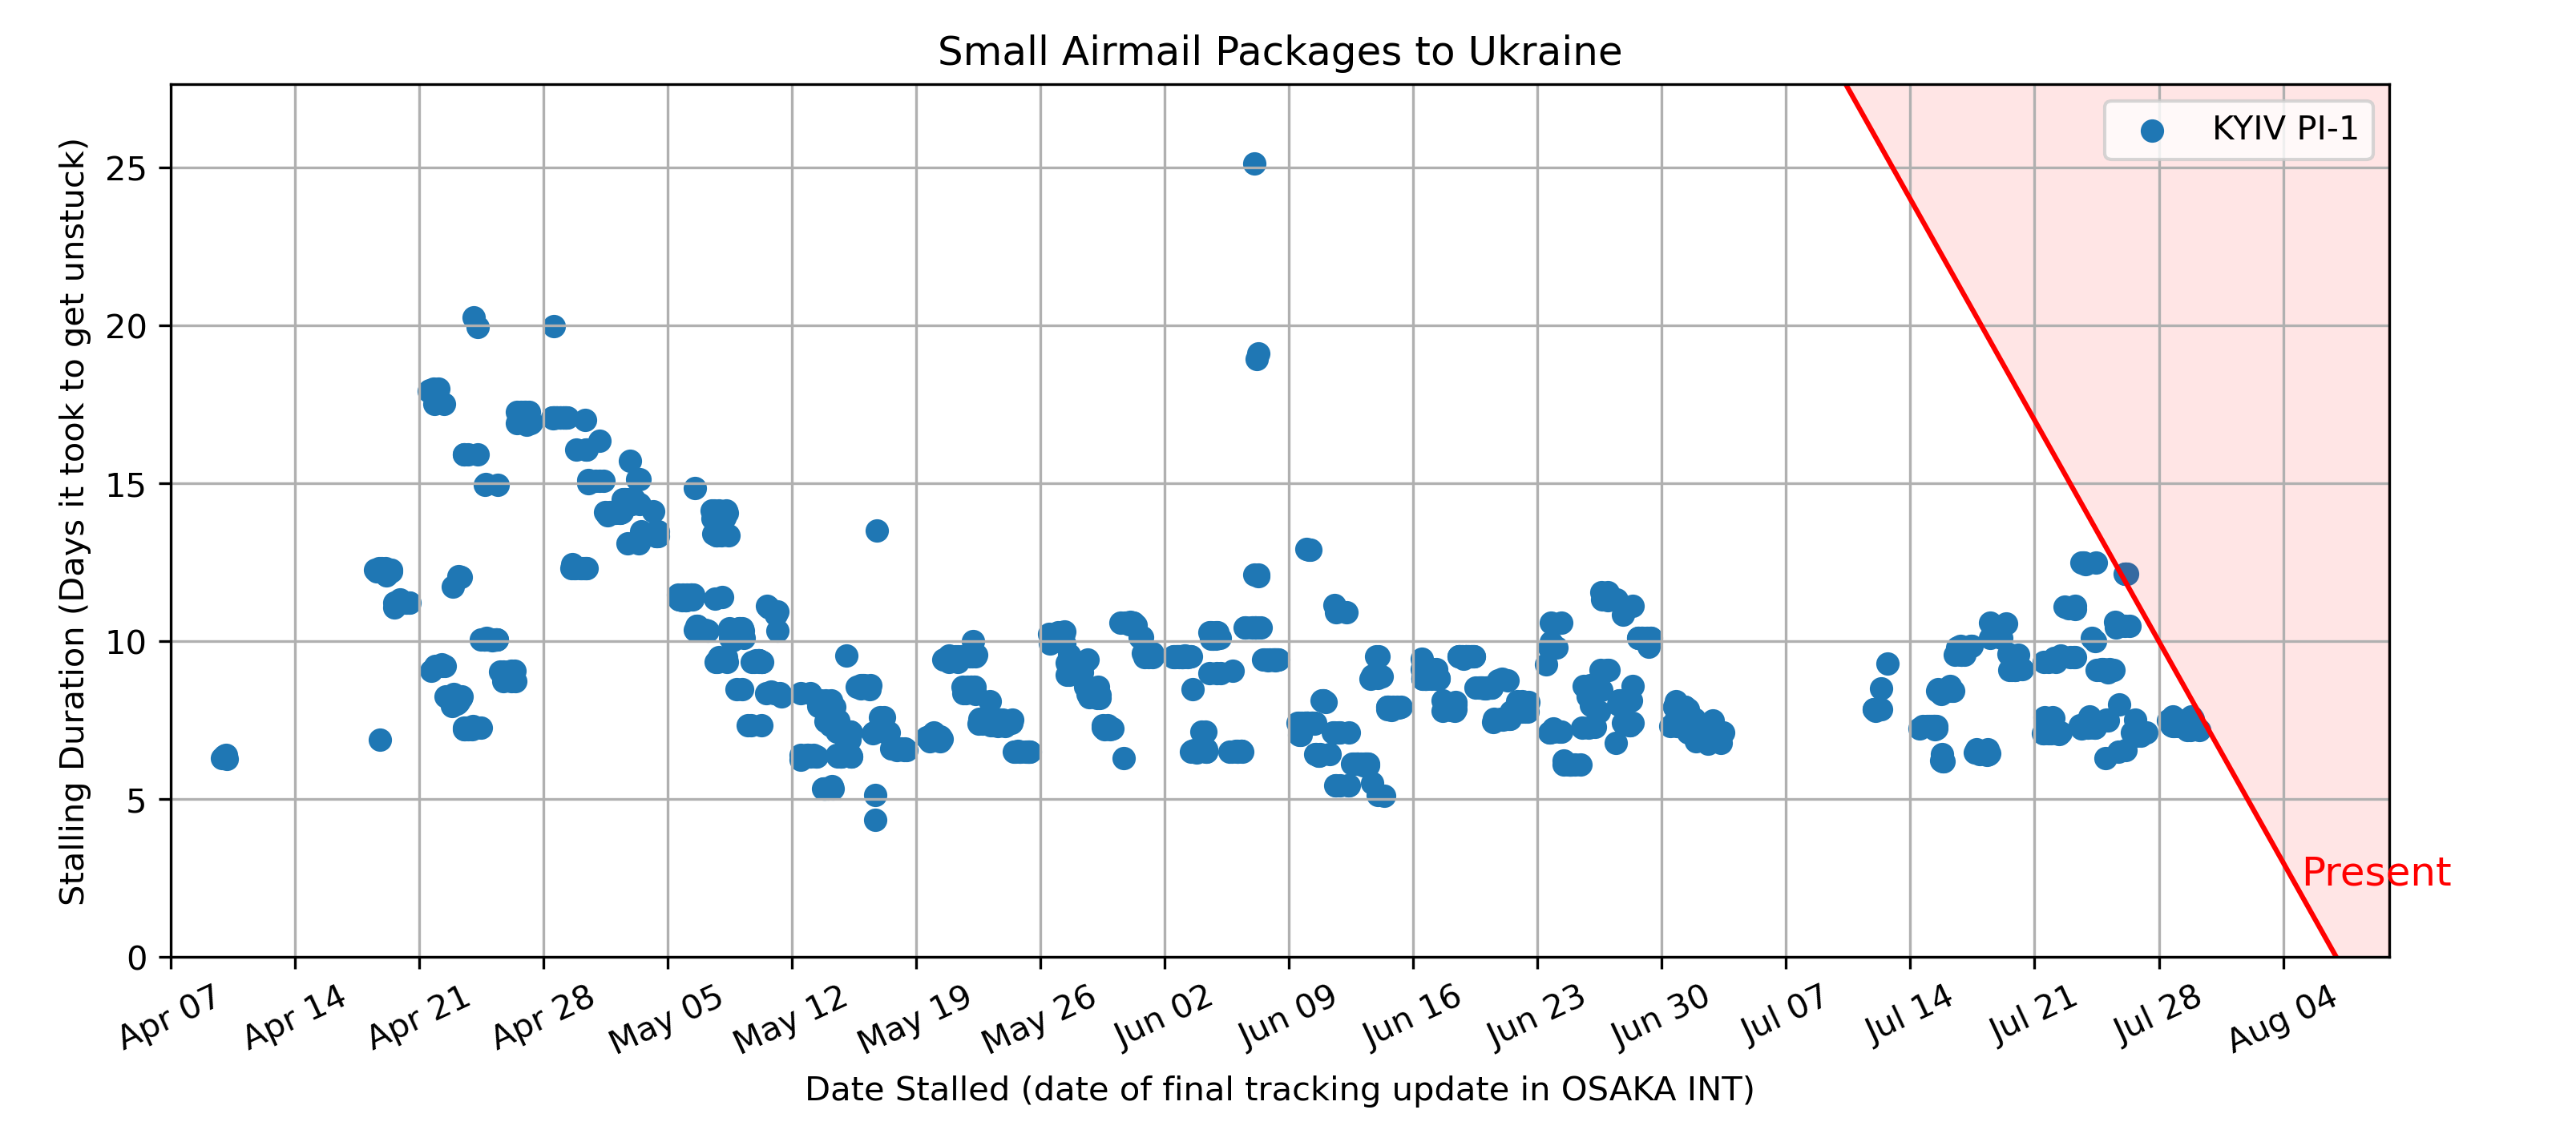 Small Airmail Packages to Ukraine
KYIV PI-1
Stalling Duration (Days it took to get unstuck)
25
20
15
10
5
0
Present
Apr 07
Apr 14
Apr 21
Apr 28
May 05
May 12
May 19
May 26
Jun 02
Jun 09
Jun 16
Jun 23
Jun 30
Jul 07
Jul 14
Jul 21
Jul 28
Aug 04
Date Stalled (date of final tracking update in OSAKA INT)